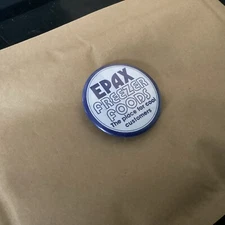 EPAX
FREEZER
FOODS
The place for cool
customers